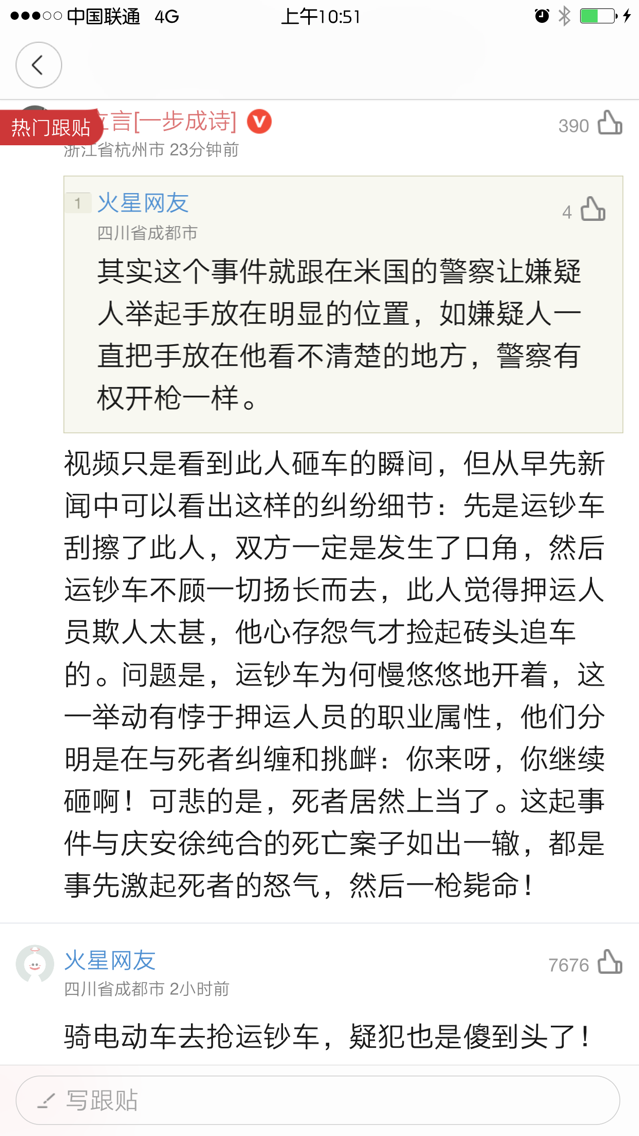 中国联通 4G 上午10:51
热门跟贴
立言[一步成诗] V 390
浙江省杭州市 23分钟前
1 火星网友 4
四川省成都市
其实这个事件就跟在米国的警察让嫌疑
人举起手放在明显的位置，如嫌疑人一
直把手放在他看不清楚的地方，警察有
权开枪一样。
视频只是看到此人砸车的瞬间，但从早先新
闻中可以看出这样的纠纷细节：先是运钞车
刮擦了此人，双方一定是发生了口角，然后
运钞车不顾一切扬长而去，此人觉得押运人
员欺人太甚，他心存怨气才捡起砖头追车
的。问题是，运钞车为何慢悠悠地开着，这
一举动有悖于押运人员的职业属性，他们分
明是在与死者纠缠和挑衅：你来呀，你继续
砸啊！可悲的是，死者居然上当了。这起事
件与庆安徐纯合的死亡案子如出一辙，都是
事先激起死者的怒气，然后一枪毙命！
火星网友 7676
四川省成都市 2小时前
骑电动车去抢运钞车，疑犯也是傻到头了！
写跟贴